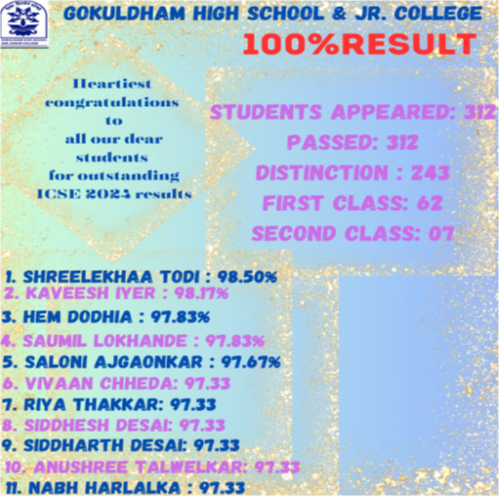 GOKULDHAM HIGH SCHOOL & JR. COLLEGE
100%RESULT
Heartiest
congratulations
to
all our dear
students
for outstanding
ICSE 2024 results
STUDENTS APPEARED: 312
PASSED: 312
DISTINCTION : 243
FIRST CLASS: 62
SECOND CLASS: 07
1. SHREELEKHAA TODI : 98.50%
2. KAVEESH IYER : 98.17%
3. HEM DODHIA : 97.83%
4. SAUMIL LOKHANDE : 97.83%
5. SALONI AJGAONKAR : 97.67%
6. VIVAAN CHHEDA: 97.33
7. RIYA THAKKAR: 97.33
8. SIDDHESH DESAI: 97.33
9. SIDDHARTH DESAI: 97.33
10. ANUSHREE TALWELKAR: 97.33
11. NABH HARLALKA : 97.33